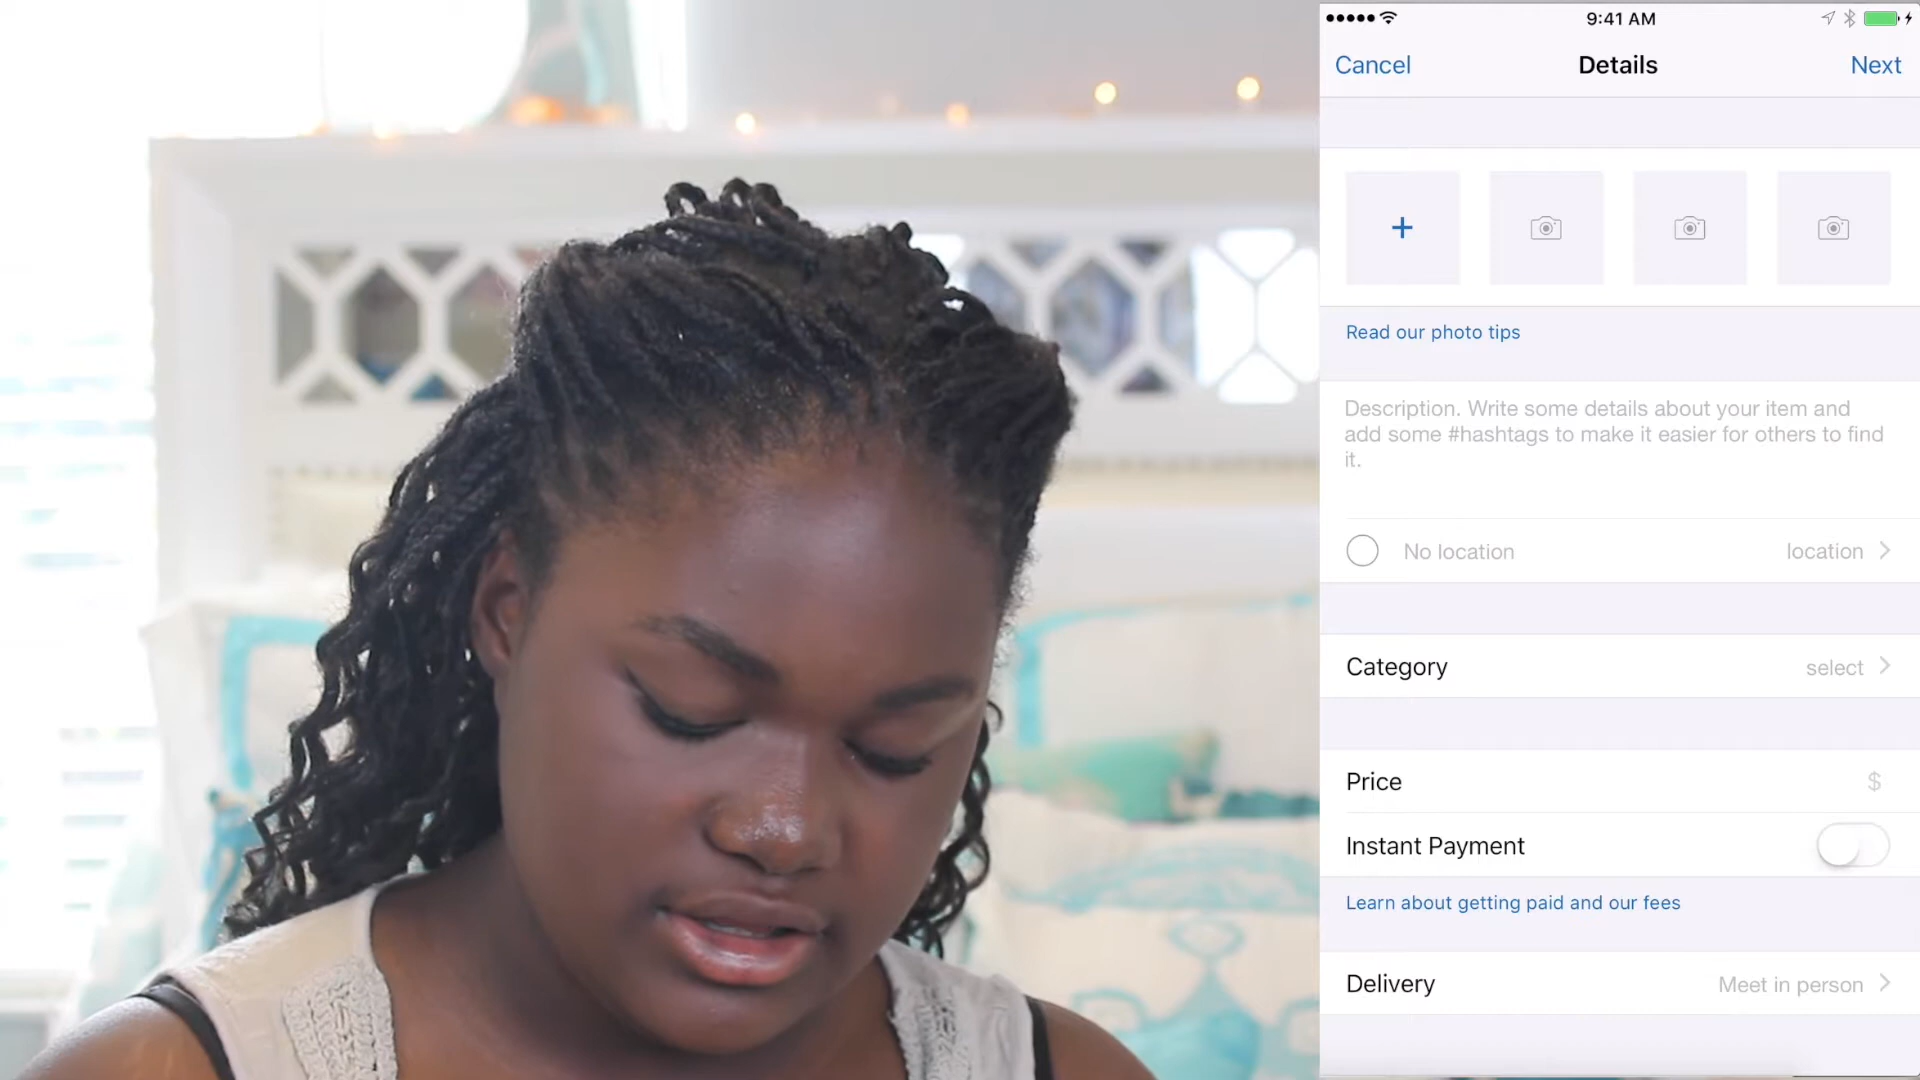 9:41 AM
Cancel
Details
Next
Read our photo tips
Description. Write some details about your item and
add some #hashtags to make it easier for others to find
it.
No location
location
Category
select
Price
$
Instant Payment
Learn about getting paid and our fees
Delivery
Meet in person